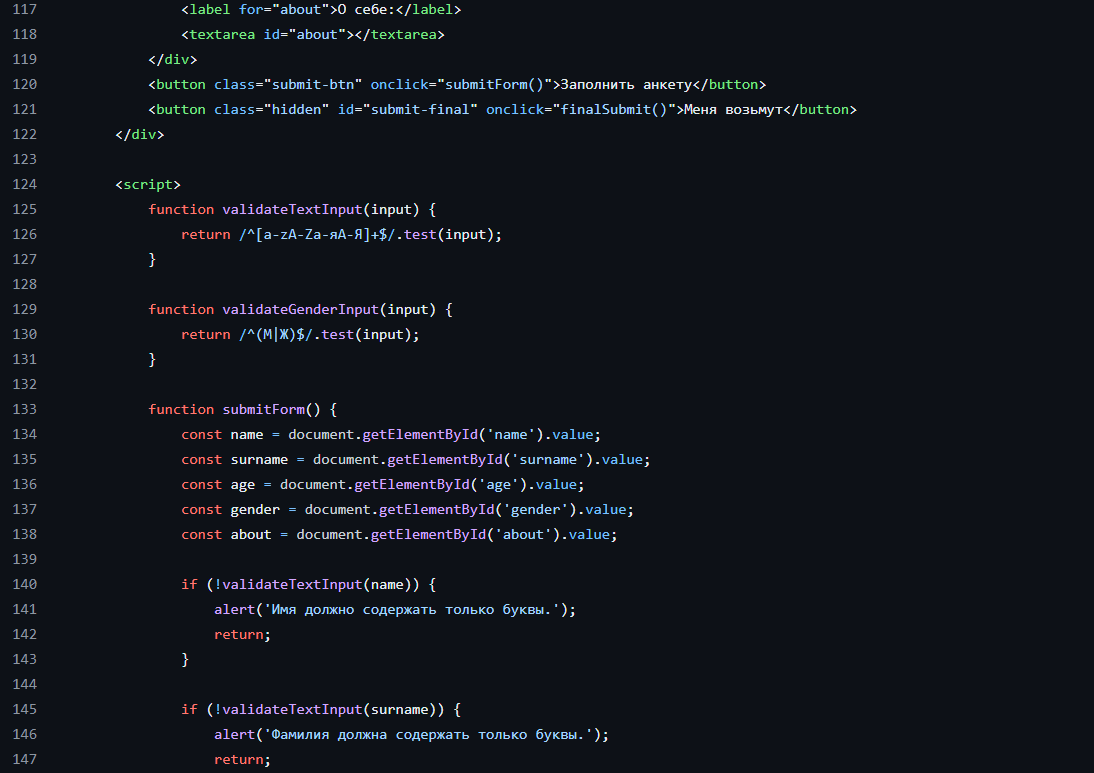 117 <label for="about">О себе:</label>
118 <textarea id="about"></textarea>
119 </div>
120 <button class="submit-btn" onclick="submitForm()">Заполнить анкету</button>
121 <button class="hidden" id="submit-final" onclick="finalSubmit()">Меня возьмут</button>
122 </div>
123
124 <script>
125 function validateTextInput(input) {
126 return /^[a-zA-Zа-яА-Я]+$/.test(input);
127 }
128
129 function validateGenderInput(input) {
130 return /^(М|Ж)$/.test(input);
131 }
132
133 function submitForm() {
134 const name = document.getElementById('name').value;
135 const surname = document.getElementById('surname').value;
136 const age = document.getElementById('age').value;
137 const gender = document.getElementById('gender').value;
138 const about = document.getElementById('about').value;
139
140 if (!validateTextInput(name)) {
141 alert('Имя должно содержать только буквы.');
142 return;
143 }
144
145 if (!validateTextInput(surname)) {
146 alert('Фамилия должна содержать только буквы.');
147 return;